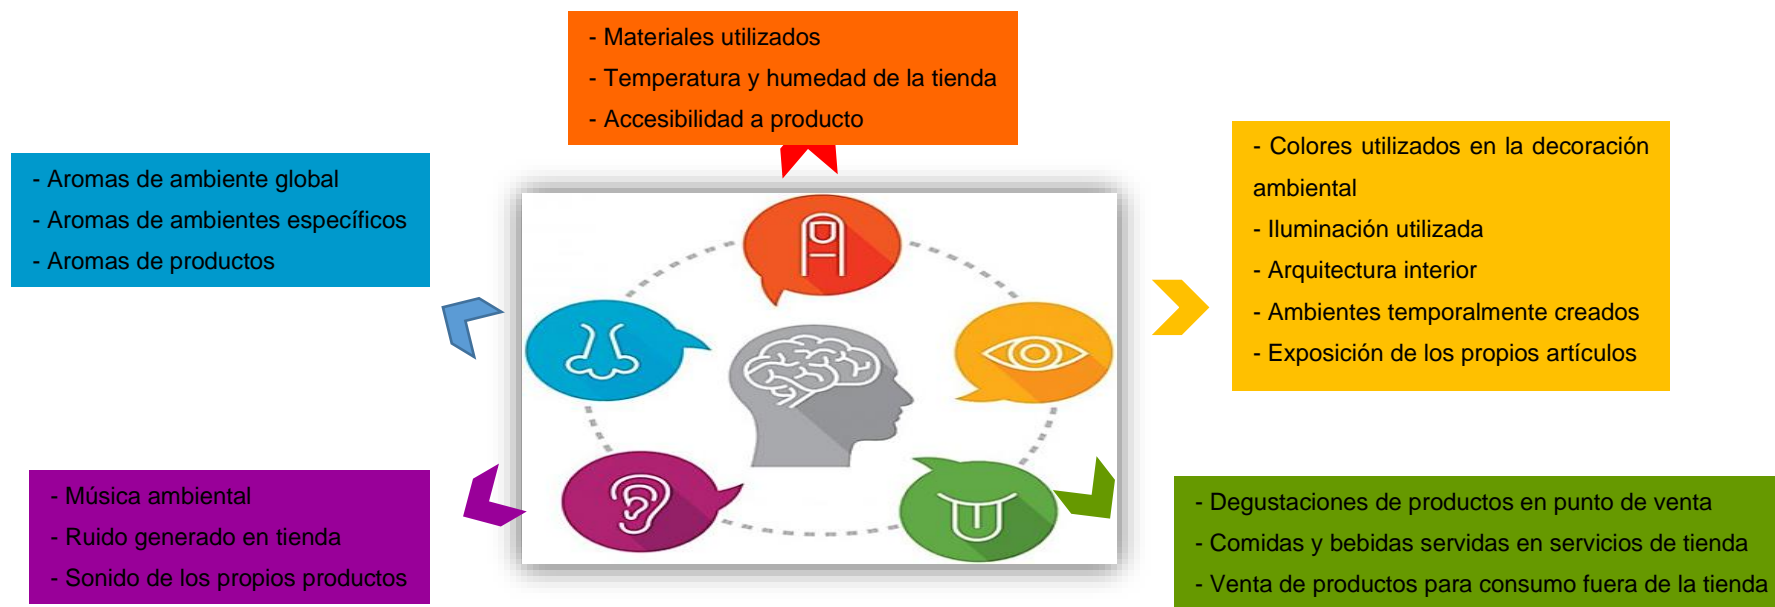 - Materiales utilizados
- Temperatura y humedad de la tienda
- Accesibilidad a producto
- Aromas de ambiente global
- Aromas de ambientes específicos
- Aromas de productos
- Colores utilizados en la decoración
ambiental
- Iluminación utilizada
- Arquitectura interior
- Ambientes temporalmente creados
- Exposición de los propios artículos
- Música ambiental
- Ruido generado en tienda
- Sonido de los propios productos
- Degustaciones de productos en punto de venta
- Comidas y bebidas servidas en servicios de tienda
- Venta de productos para consumo fuera de la tienda